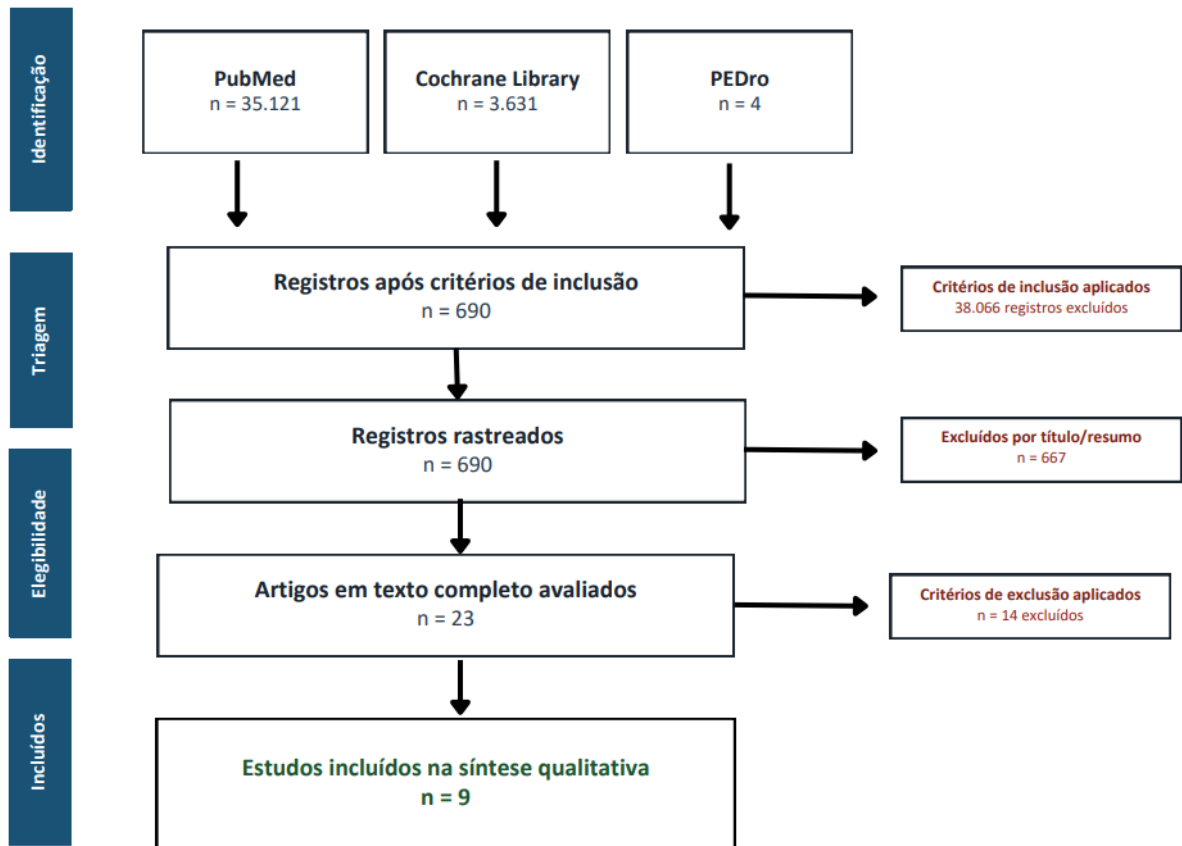 Identificação
PubMed
n = 35.121
Cochrane Library
n = 3.631
PEDro
n = 4
Triagem
Registros após critérios de inclusão
n = 690
Critérios de inclusão aplicados
38.066 registros excluídos
Registros rastreados
n = 690
Excluídos por título/resumo
n = 667
Elegibilidade
Artigos em texto completo avaliados
n = 23
Critérios de exclusão aplicados
n = 14 excluídos
Incluídos
Estudos incluídos na síntese qualitativa
n = 9